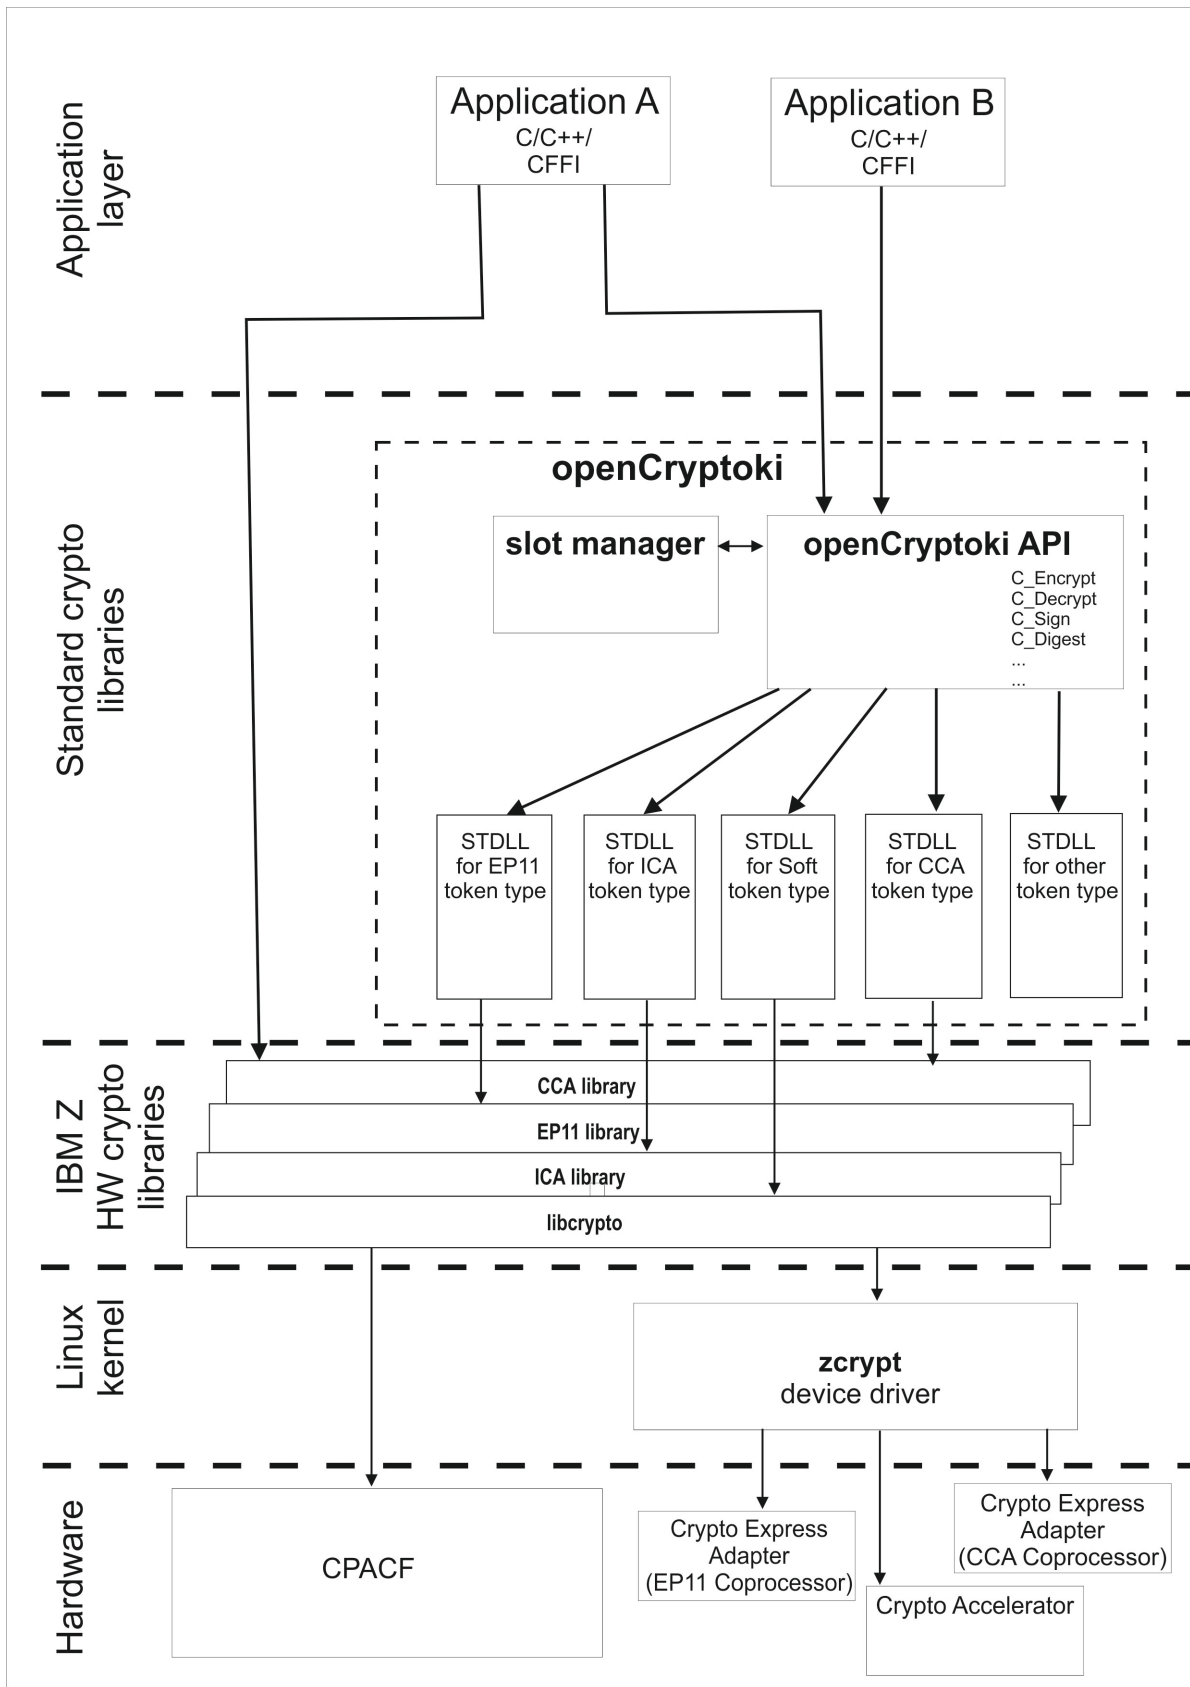 Application
layer
Application A
C/C++/
CFFI
Application B
C/C++/
CFFI
Standard crypto
libraries
openCryptoki
slot manager
openCryptoki API
C_Encrypt
C_Decrypt
C_Sign
C_Digest
...
...
STDLL
for EP11
token type
STDLL
for ICA
token type
STDLL
for Soft
token type
STDLL
for CCA
token type
STDLL
for other
token type
IBM Z
HW crypto
libraries
CCA library
EP11 library
ICA library
libcrypto
Linux
kernel
zcrypt
device driver
Hardware
CPACF
Crypto Express
Adapter
(EP11 Coprocessor)
Crypto Accelerator
Crypto Express
Adapter
(CCA Coprocessor)